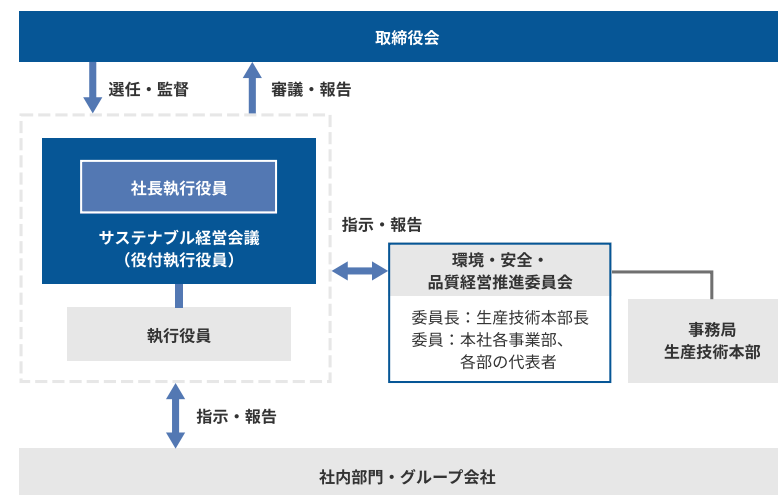 取締役会
選任・監督
審議・報告
社長執行役員
サステナブル経営会議
（役付執行役員）
執行役員
指示・報告
環境・安全・
品質経営推進委員会
委員長：生産技術本部長
委員：本社各事業部、
各部の代表者
事務局
生産技術本部
指示・報告
社内部門・グループ会社